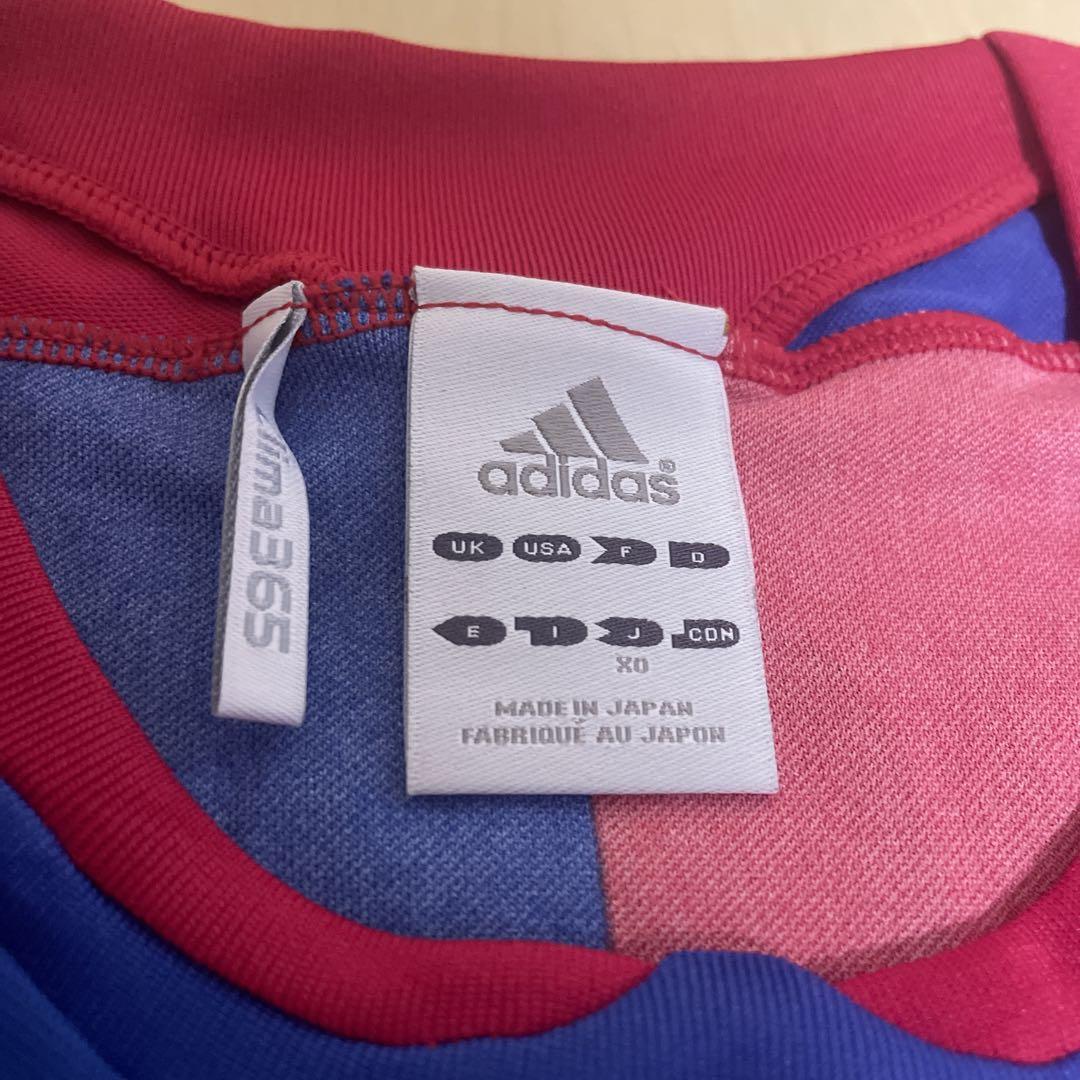 adidas®
UK USA F D
E I J CDN
XO
MADE IN JAPAN
FABRIQUÉ AU JAPON
clima365